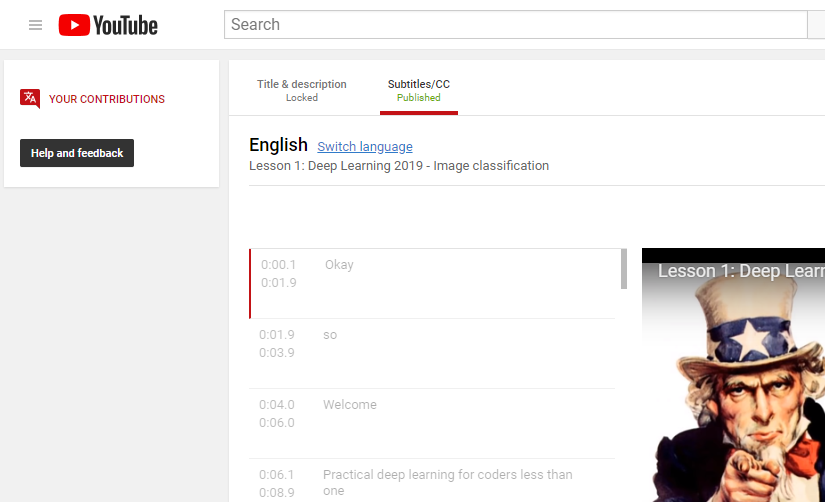 YouTube
Search
YOUR CONTRIBUTIONS
Help and feedback
Title & description
Locked
Subtitles/CC
Published
English Switch language
Lesson 1: Deep Learning 2019 - Image classification
0:00.1 Okay
0:01.9
0:01.9 so
0:03.9
0:04.0 Welcome
0:06.0
0:06.1 Practical deep learning for coders less than
0:08.9 one
Lesson 1: Deep Learn